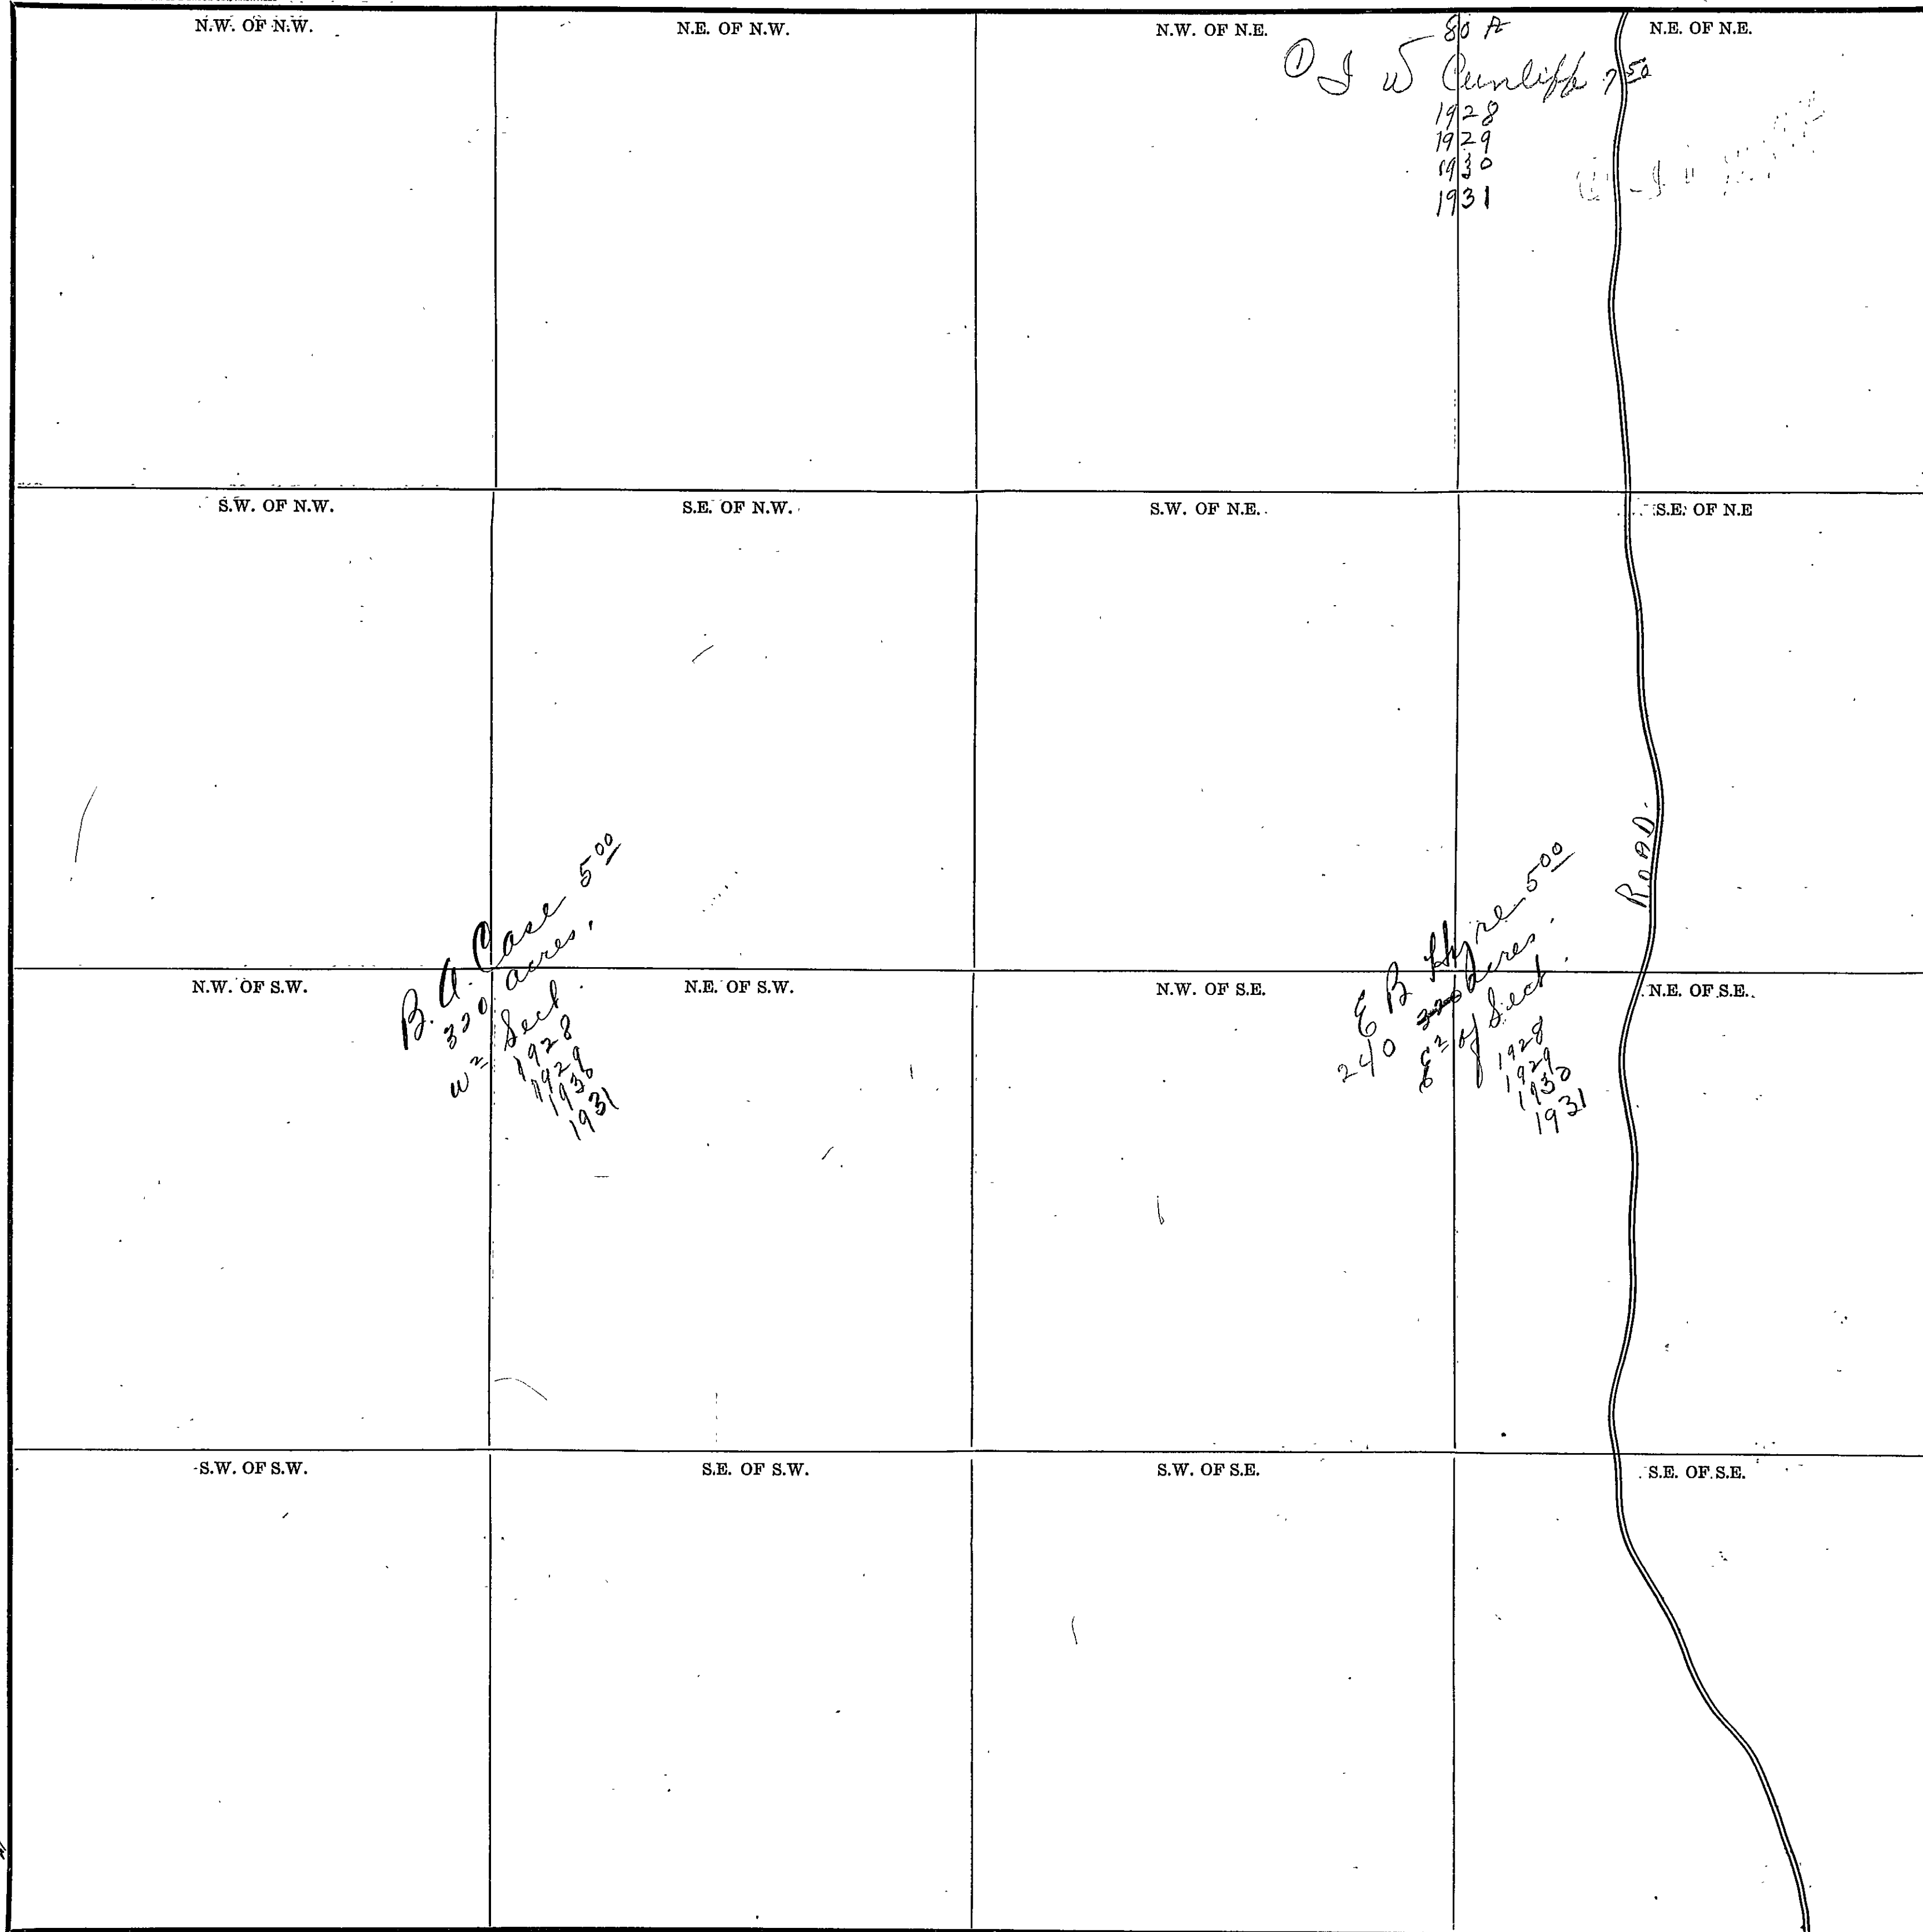 N.W. OF N.W.
N.E. OF N.W.
N.W. OF N.E.
N.E. OF N.E.
80 A
① J W Cunliffe 7 50
1928
1929
1930
1931
S.W. OF N.W.
S.E. OF N.W.
S.W. OF N.E.
S.E. OF N.E
ROAD.
B. A. Case 5 00
320 acres.
W 2 Sect.
1928
1929
1930
1931
E B Hyre 5 00
240 320 Acres.
E 2 of Sect.
1928
1929
1930
1931
N.W. OF S.W.
N.E. OF S.W.
N.W. OF S.E.
N.E. OF S.E.
S.W. OF S.W.
S.E. OF S.W.
S.W. OF S.E.
S.E. OF S.E.